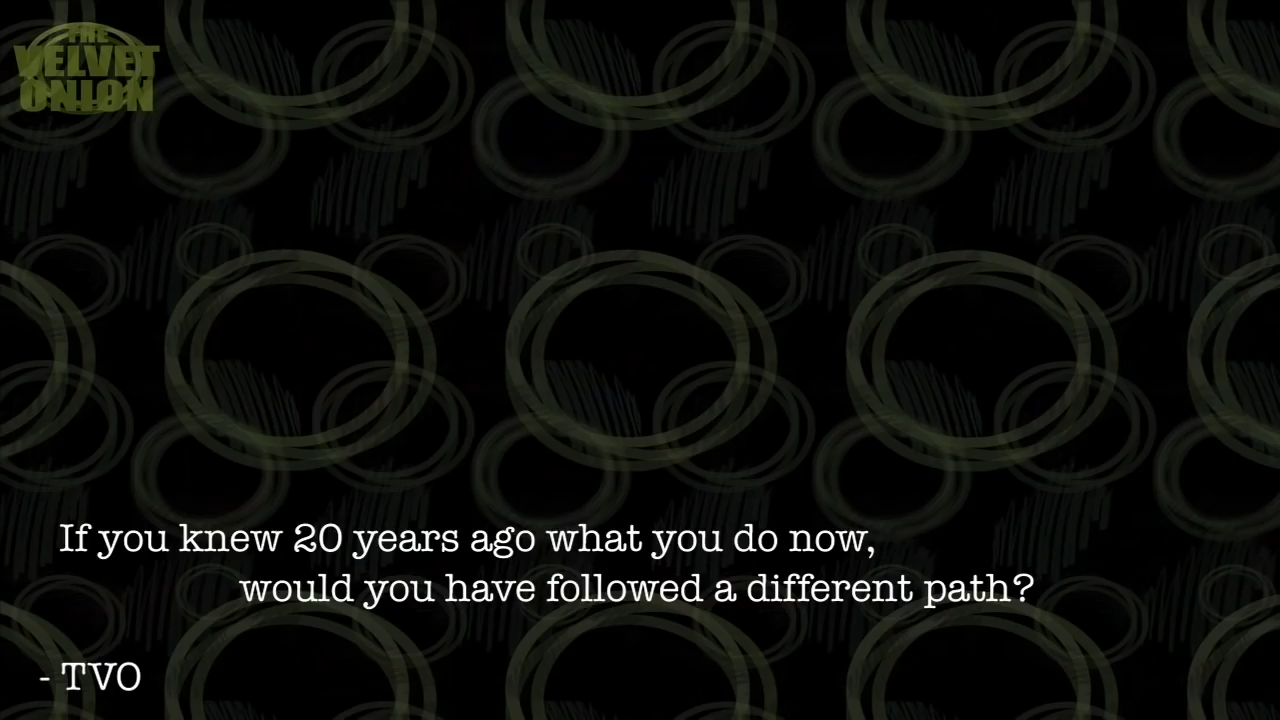 THE
VELVET
ONION
If you knew 20 years ago what you do now,
would you have followed a different path?
- TVO